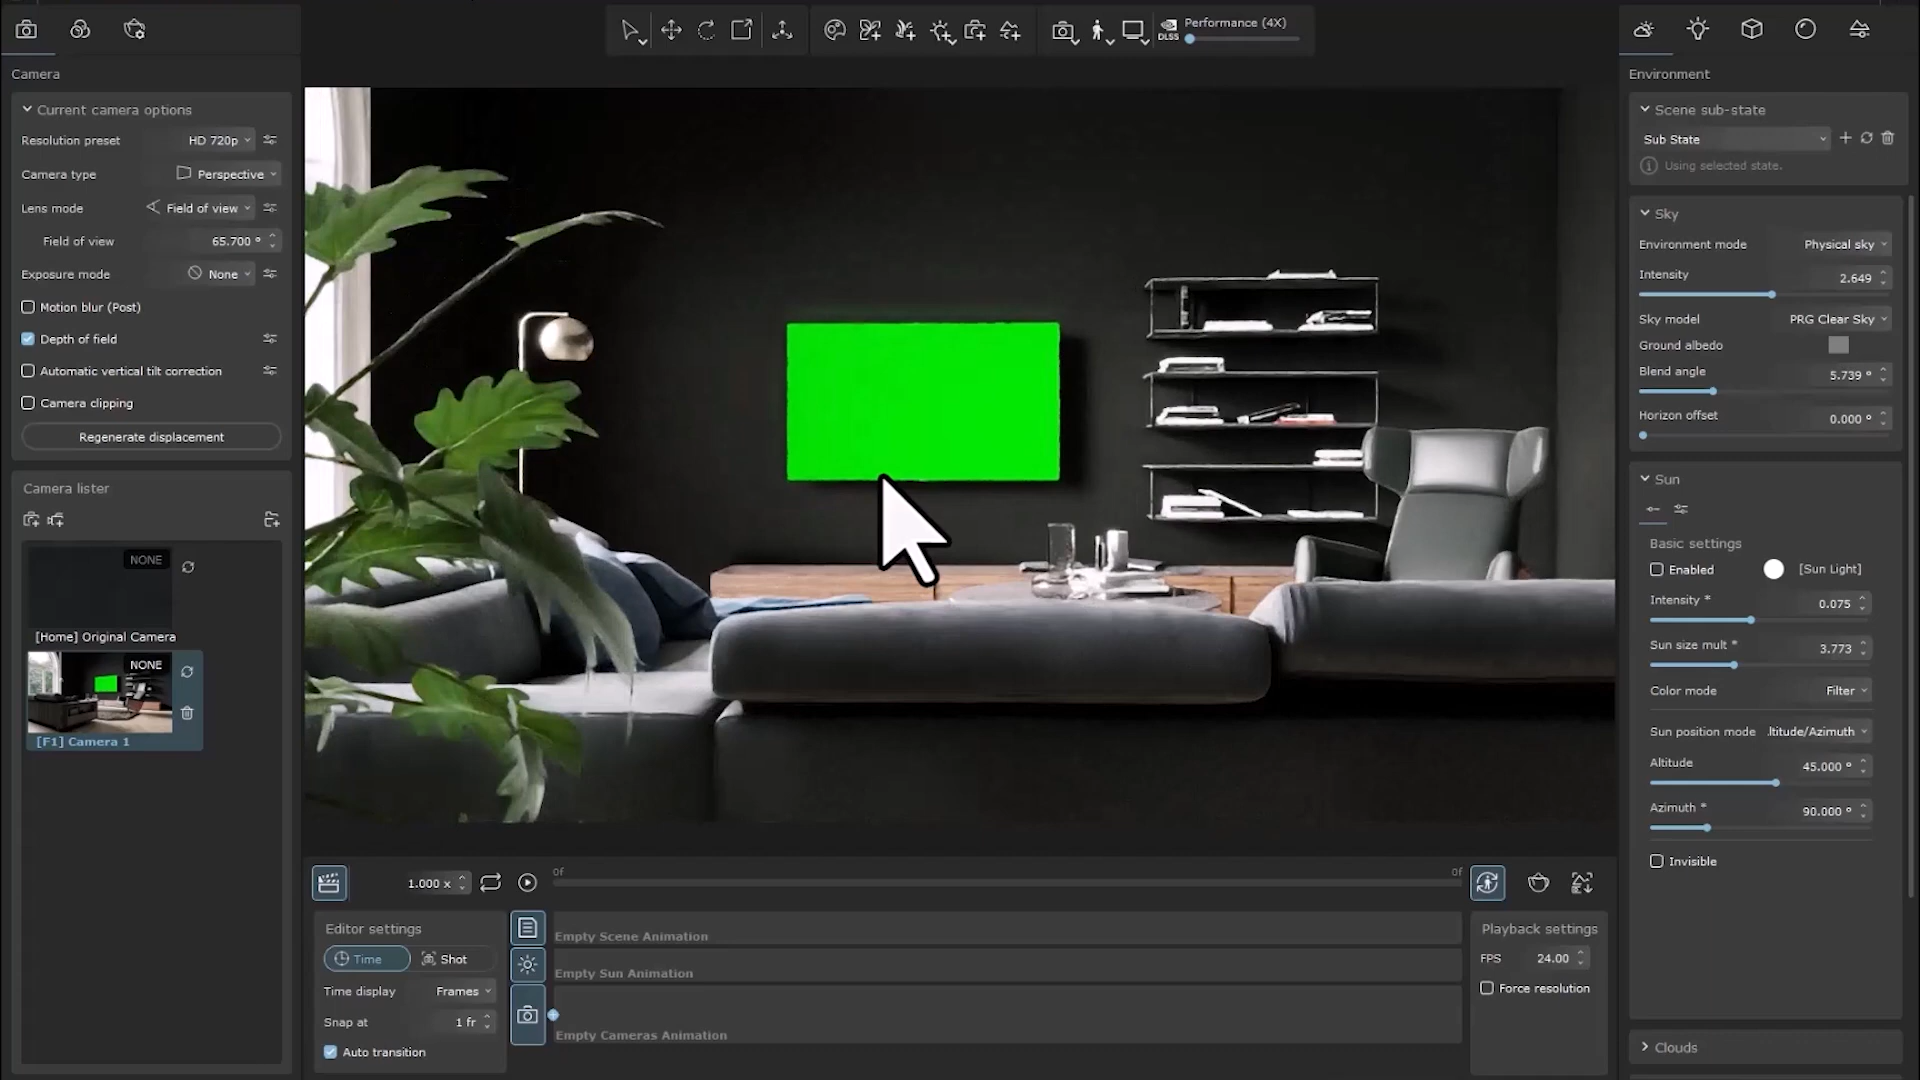 DLSS
Performance (4X)
Camera
Current camera options
Resolution preset
HD 720p
Camera type
Perspective
Lens mode
Field of view
Field of view
65.700 °
Exposure mode
None
Motion blur (Post)
Depth of field
Automatic vertical tilt correction
Camera clipping
Regenerate displacement
Camera lister
NONE
[Home] Original Camera
NONE
[F1] Camera 1
0f
0f
1.000 x
Editor settings
Time
Shot
Time display
Frames
Snap at
1 fr
Auto transition
Empty Scene Animation
Empty Sun Animation
Empty Cameras Animation
Playback settings
FPS
24.00
Force resolution
Environment
Scene sub-state
Sub State
Using selected state.
Sky
Environment mode
Physical sky
Intensity
2.649
Sky model
PRG Clear Sky
Ground albedo
Blend angle
5.739 °
Horizon offset
0.000 °
Sun
Basic settings
Enabled
[Sun Light]
Intensity *
0.075
Sun size mult *
3.773
Color mode
Filter
Sun position mode
ltitude/Azimuth
Altitude
45.000 °
Azimuth *
90.000 °
Invisible
Clouds